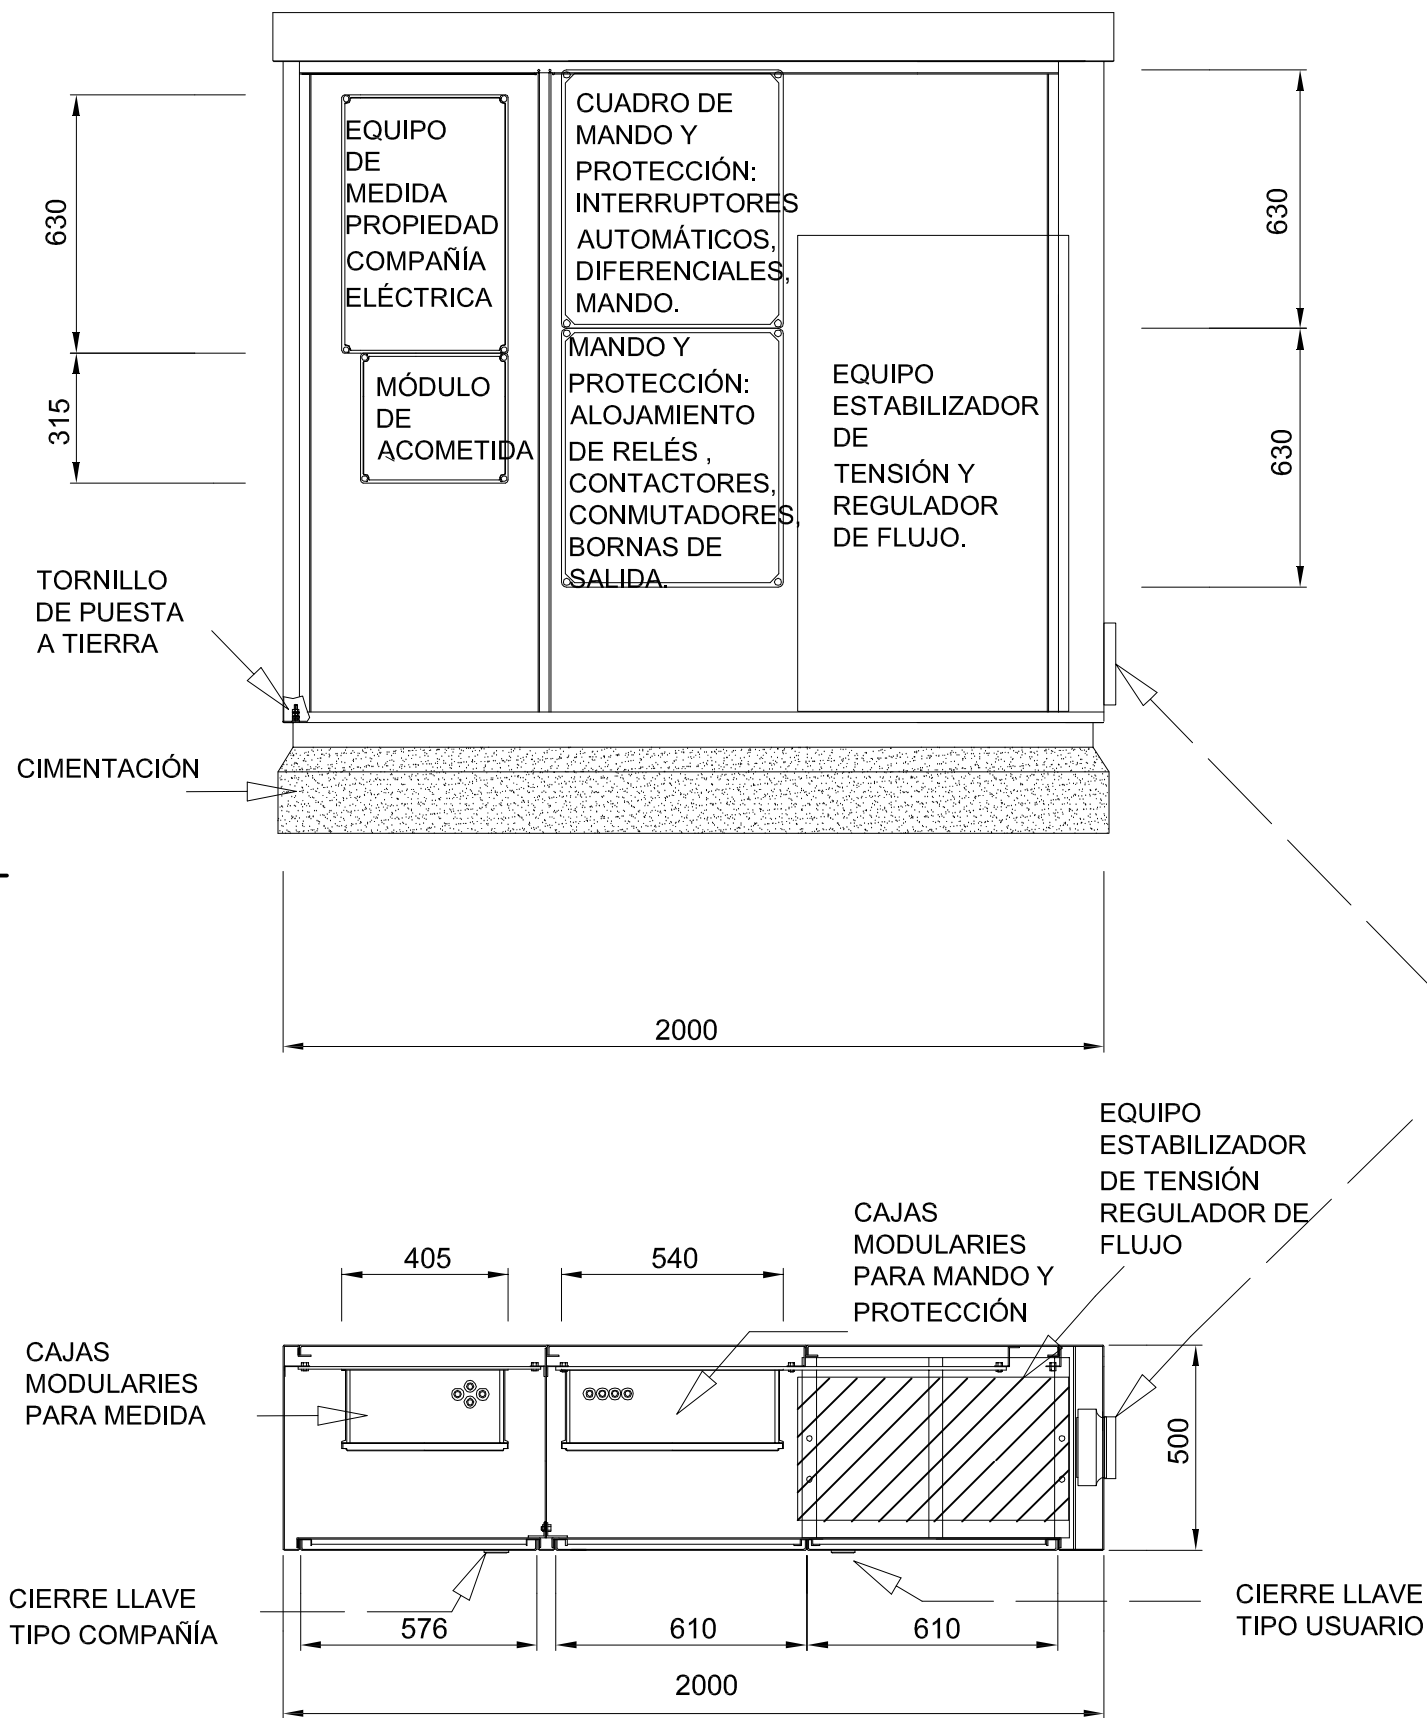 EQUIPO
DE
MEDIDA
PROPIEDAD
COMPAÑÍA
ELÉCTRICA
CUADRO DE
MANDO Y
PROTECCIÓN:
INTERRUPTORES
AUTOMÁTICOS,
DIFERENCIALES,
MANDO.
630
630
MÓDULO
DE
ACOMETIDA
315
MANDO Y
PROTECCIÓN:
ALOJAMIENTO
DE RELÉS ,
CONTACTORES,
CONMUTADORES,
BORNAS DE
SALIDA.
EQUIPO
ESTABILIZADOR
DE
TENSIÓN Y
REGULADOR
DE FLUJO.
630
TORNILLO
DE PUESTA
A TIERRA
CIMENTACIÓN
2000
EQUIPO
ESTABILIZADOR
DE TENSIÓN
REGULADOR DE
FLUJO
CAJAS
MODULARIES
PARA MANDO Y
PROTECCIÓN
405
540
CAJAS
MODULARIES
PARA MEDIDA
500
CIERRE LLAVE
TIPO COMPAÑÍA
576
610
610
CIERRE LLAVE
TIPO USUARIO
2000